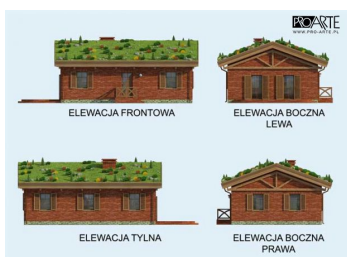 PROARTE
WWW.PRO-ARTE.PL
ELEWACJA FRONTOWA
ELEWACJA BOCZNA
LEWA
ELEWACJA TYLNA
ELEWACJA BOCZNA
PRAWA